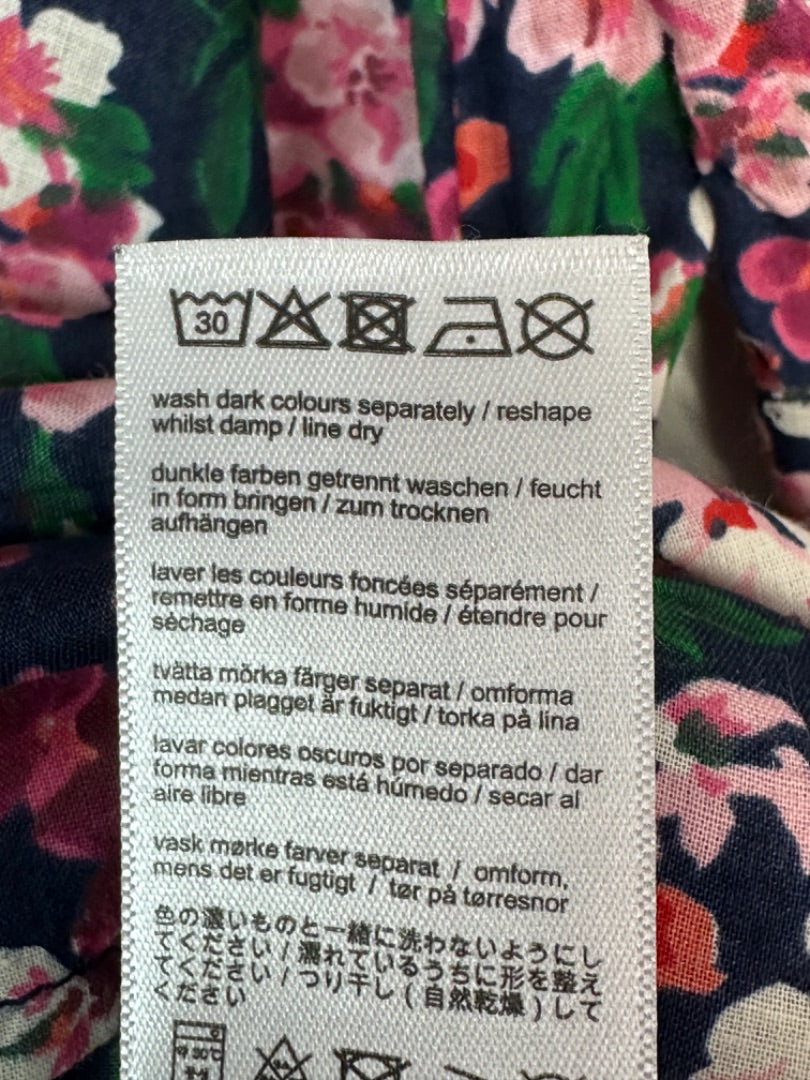 30
wash dark colours separately / reshape
whilst damp / line dry
dunkle farben getrennt waschen / feucht
in form bringen / zum trocknen
aufhängen
laver les couleurs foncées séparément /
remettre en forme humide / étendre pour
séchage
tvätta mörka färger separat / omforma
medan plagget är fuktigt / torka på lina
lavar colores oscuros por separado / dar
forma mientras está húmedo / secar al
aire libre
vask mørke farver separat / omform,
mens det er fugtigt / tør på tørresnor
色の濃いものと一緒に洗わないようにし
てください / 濡れているうちに形を整え
てください / つり干し ( 自然乾燥 ) して
ください